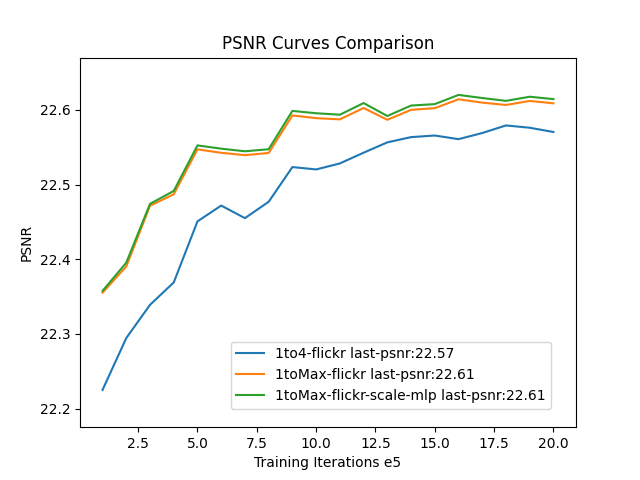 PSNR Curves Comparison
PSNR
22.6
22.5
22.4
22.3
22.2
1to4-flickr last-psnr:22.57
1toMax-flickr last-psnr:22.61
1toMax-flickr-scale-mlp last-psnr:22.61
2.5 5.0 7.5 10.0 12.5 15.0 17.5 20.0
Training Iterations e5